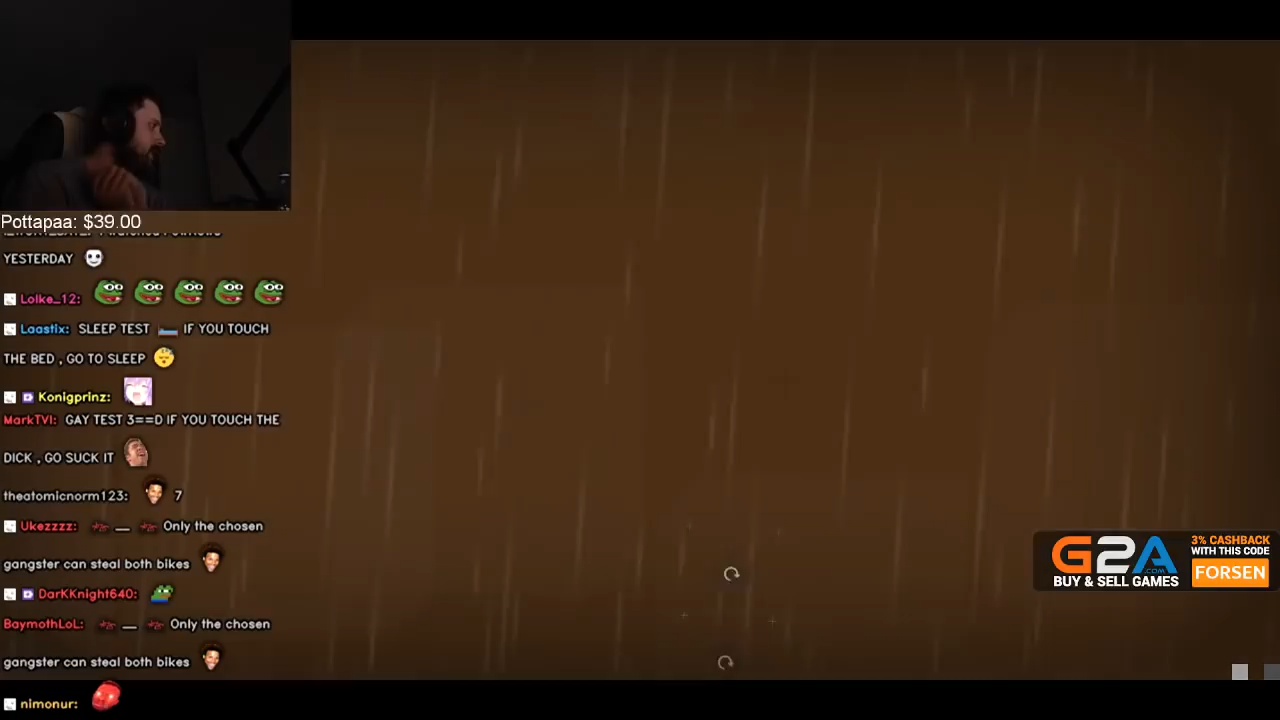 Pottapaa: $39.00
YESTERDAY
Lolke_12:
Laastix: SLEEP TEST IF YOU TOUCH
THE BED , GO TO SLEEP
Konigprinz:
MarkTVI: GAY TEST 3==D IF YOU TOUCH THE
DICK , GO SUCK IT
theatomicnorm123: 7
Ukezzzz: Only the chosen
gangster can steal both bikes
DarKKnight640:
BaymothLoL: Only the chosen
gangster can steal both bikes
nimonur:
G2A.COM
BUY & SELL GAMES
3% CASHBACK
WITH THIS CODE
FORSEN